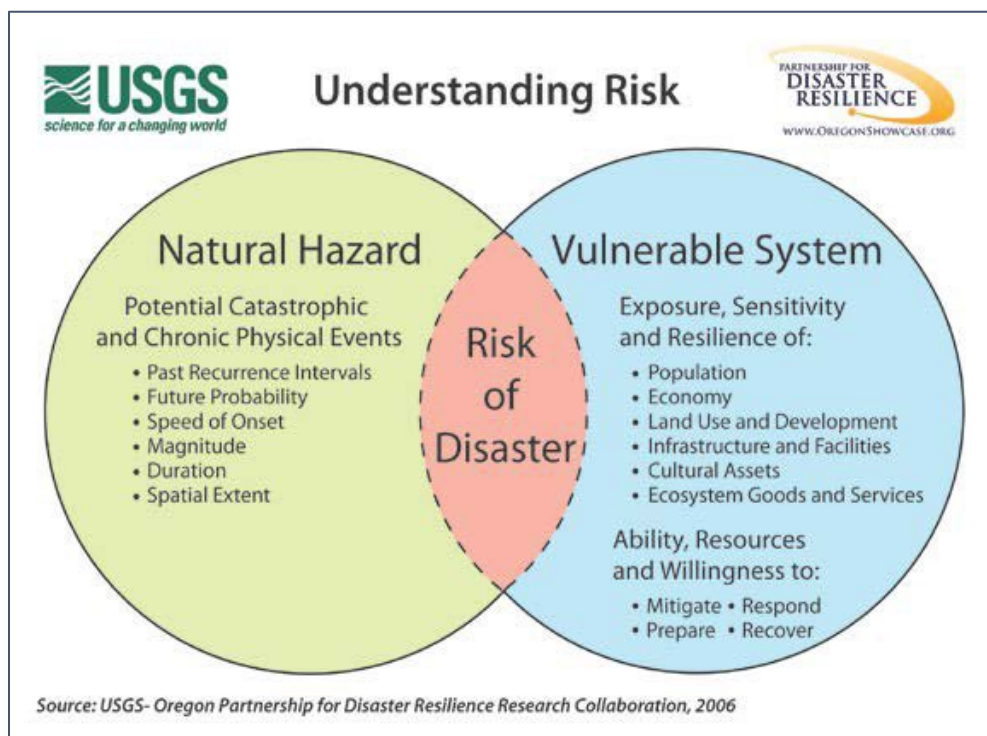 USGS
science for a changing world
Understanding Risk
PARTNERSHIP FOR
DISASTER
RESILIENCE
WWW.OREGONSHOWCASE.ORG
Natural Hazard
Potential Catastrophic
and Chronic Physical Events
• Past Recurrence Intervals
• Future Probability
• Speed of Onset
• Magnitude
• Duration
• Spatial Extent
Risk
of
Disaster
Vulnerable System
Exposure, Sensitivity
and Resilience of:
• Population
• Economy
• Land Use and Development
• Infrastructure and Facilities
• Cultural Assets
• Ecosystem Goods and Services
Ability, Resources
and Willingness to:
• Mitigate • Respond
• Prepare • Recover
Source: USGS- Oregon Partnership for Disaster Resilience Research Collaboration, 2006